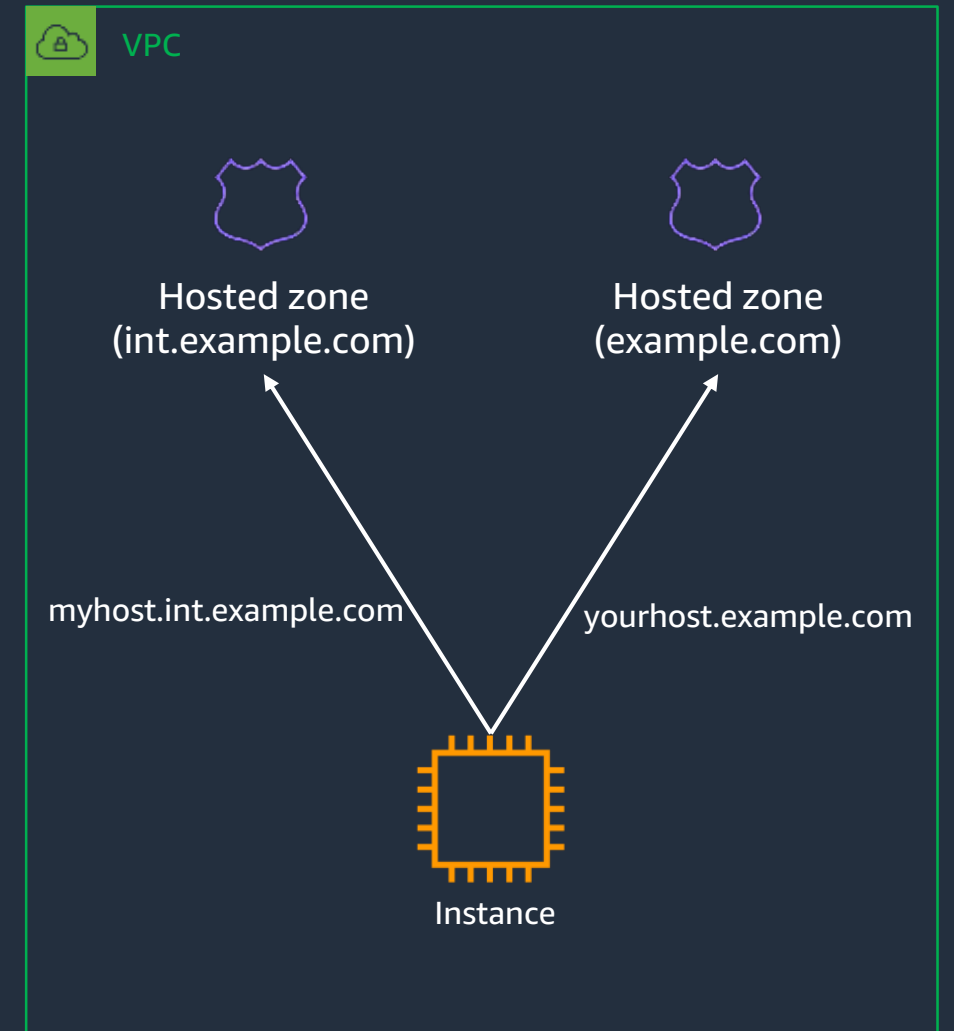 VPC
Hosted zone
(int.example.com)
Hosted zone
(example.com)
myhost.int.example.com
yourhost.example.com
Instance